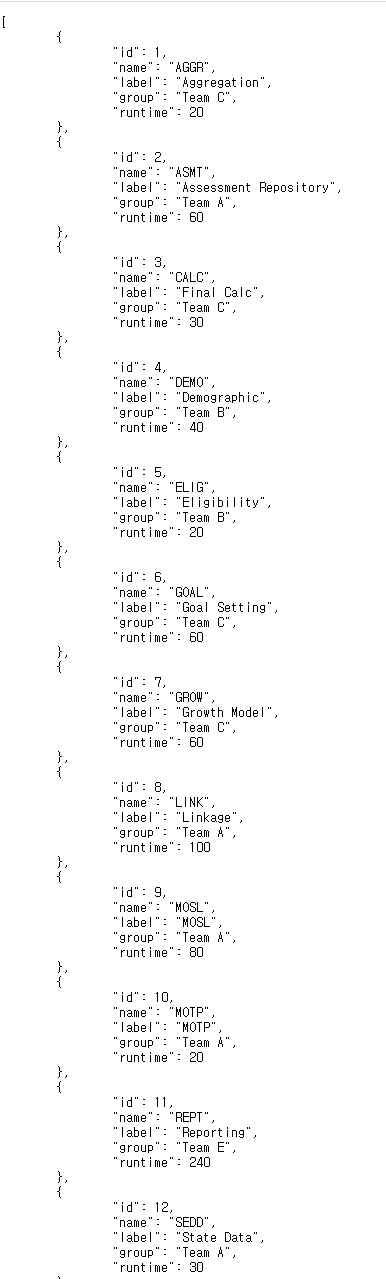 [
{
"id": 1,
"name": "AGGR",
"label": "Aggregation",
"group": "Team C",
"runtime": 20
},
{
"id": 2,
"name": "ASMT",
"label": "Assessment Repository",
"group": "Team A",
"runtime": 60
},
{
"id": 3,
"name": "CALC",
"label": "Final Calc",
"group": "Team C",
"runtime": 30
},
{
"id": 4,
"name": "DEMO",
"label": "Demographic",
"group": "Team B",
"runtime": 40
},
{
"id": 5,
"name": "ELIG",
"label": "Eligibility",
"group": "Team B",
"runtime": 20
},
{
"id": 6,
"name": "GOAL",
"label": "Goal Setting",
"group": "Team C",
"runtime": 60
},
{
"id": 7,
"name": "GROW",
"label": "Growth Model",
"group": "Team C",
"runtime": 60
},
{
"id": 8,
"name": "LINK",
"label": "Linkage",
"group": "Team A",
"runtime": 100
},
{
"id": 9,
"name": "MOSL",
"label": "MOSL",
"group": "Team A",
"runtime": 80
},
{
"id": 10,
"name": "MOTP",
"label": "MOTP",
"group": "Team A",
"runtime": 20
},
{
"id": 11,
"name": "REPT",
"label": "Reporting",
"group": "Team E",
"runtime": 240
},
{
"id": 12,
"name": "SEDD",
"label": "State Data",
"group": "Team A",
"runtime": 30